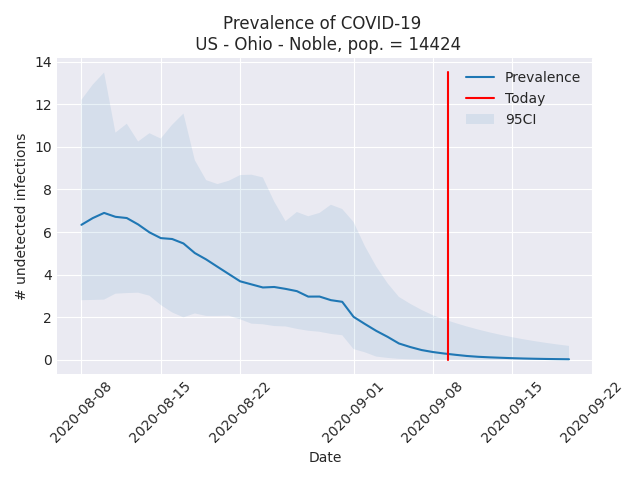 Prevalence of COVID-19
US - Ohio - Noble, pop. = 14424
# undetected infections
14
12
10
8
6
4
2
0
Prevalence
Today
95CI
2020-08-08
2020-08-15
2020-08-22
2020-09-01
2020-09-08
2020-09-15
2020-09-22
Date